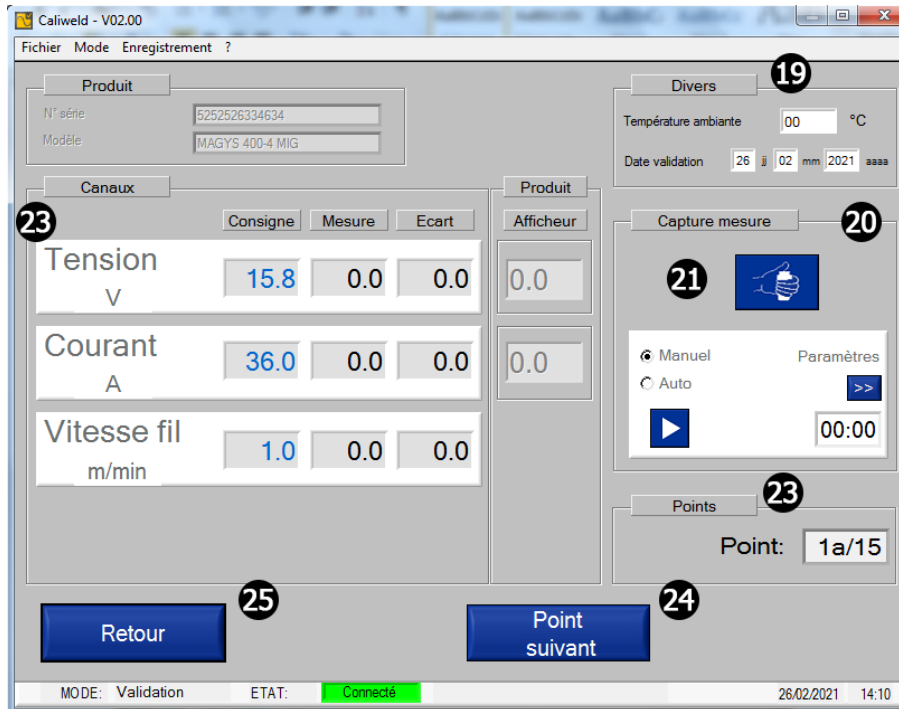 Caliweld - V02.00
Fichier Mode Enregistrement ?
Produit
N° série 5252526334634
Modèle MAGYS 400-4 MIG
19
Divers
Température ambiante 00 °C
Date validation 26 jj 02 mm 2021 aaaa
23
Canaux
Consigne Mesure Ecart
Tension
V
15.8 0.0 0.0
Courant
A
36.0 0.0 0.0
Vitesse fil
m/min
1.0 0.0 0.0
Produit
Afficheur
0.0
0.0
20
Capture mesure
21
Manuel Paramètres
Auto >>
00:00
23
Points
Point: 1a/15
25
Retour
24
Point
suivant
MODE: Validation ETAT: Connecté 26/02/2021 14:10